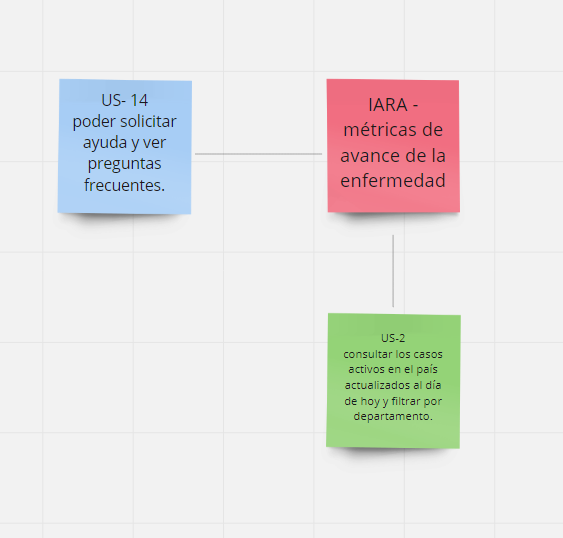 US- 14
poder solicitar
ayuda y ver
preguntas
frecuentes.
IARA -
métricas de
avance de la
enfermedad
US-2
consultar los casos
activos en el país
actualizados al día
de hoy y filtrar por
departamento.